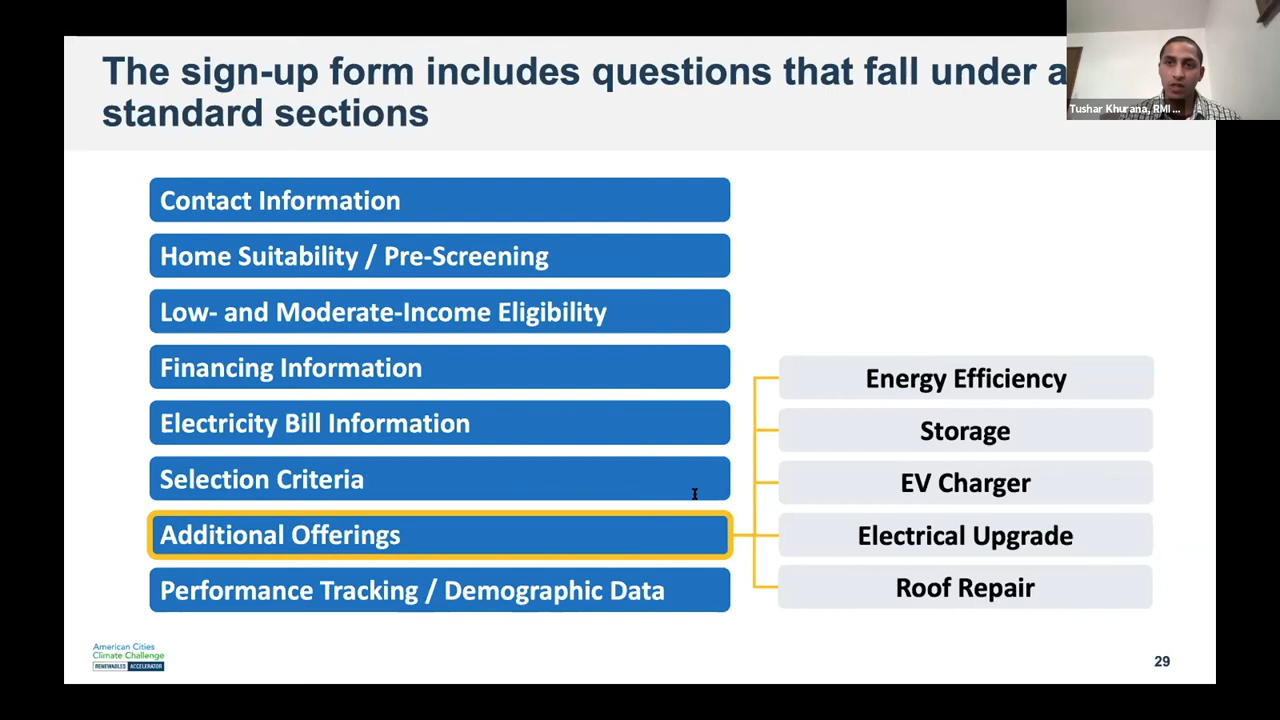 The sign-up form includes questions that fall under a
standard sections
Tushar Khurana, RMI ...
Contact Information
Home Suitability / Pre-Screening
Low- and Moderate-Income Eligibility
Financing Information
Electricity Bill Information
Selection Criteria
Additional Offerings
Performance Tracking / Demographic Data
Energy Efficiency
Storage
EV Charger
Electrical Upgrade
Roof Repair
American Cities
Climate Challenge
RENEWABLES ACCELERATOR
29